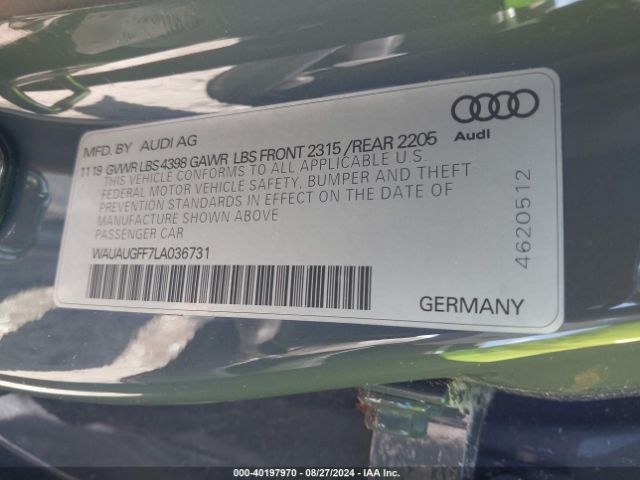 MFD. BY AUDI AG
1119 GVWR LBS 4398 GAWR LBS FRONT 2315 /REAR 2205
THIS VEHICLE CONFORMS TO ALL APPLICABLE U.S.
FEDERAL MOTOR VEHICLE SAFETY, BUMPER AND THEFT
PREVENTION STANDARDS IN EFFECT ON THE DATE OF
MANUFACTURE SHOWN ABOVE
PASSENGER CAR
WAUAUGFF7LA036731
Audi
4620512
GERMANY
000-40197970 - 08/27/2024 - IAA Inc.